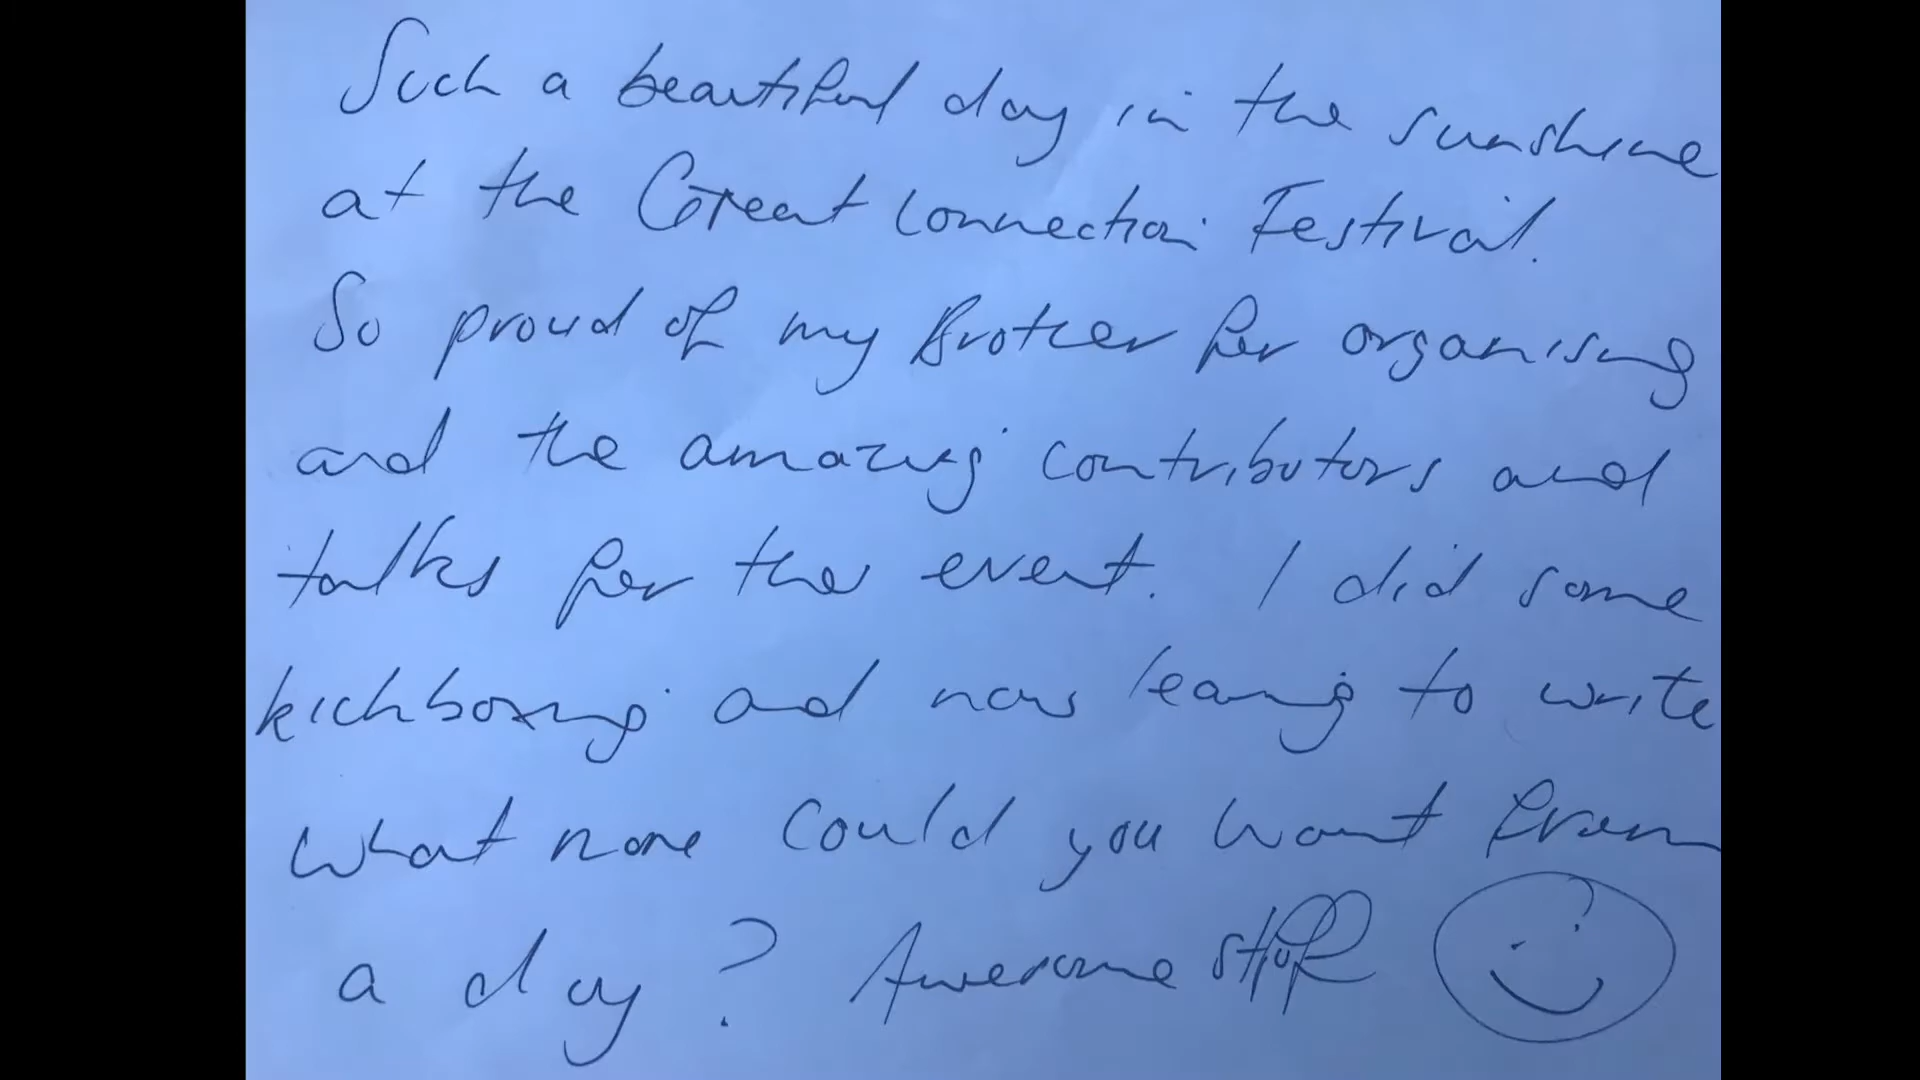 Such a beautiful day in the sunshine
at the Great Connection Festival.
So proud of my Brother for organising
and the amazing contributors and
talks for the event. I did some
kickboxing and now learnig to write
What more could you want from
a day? Awesome stuff